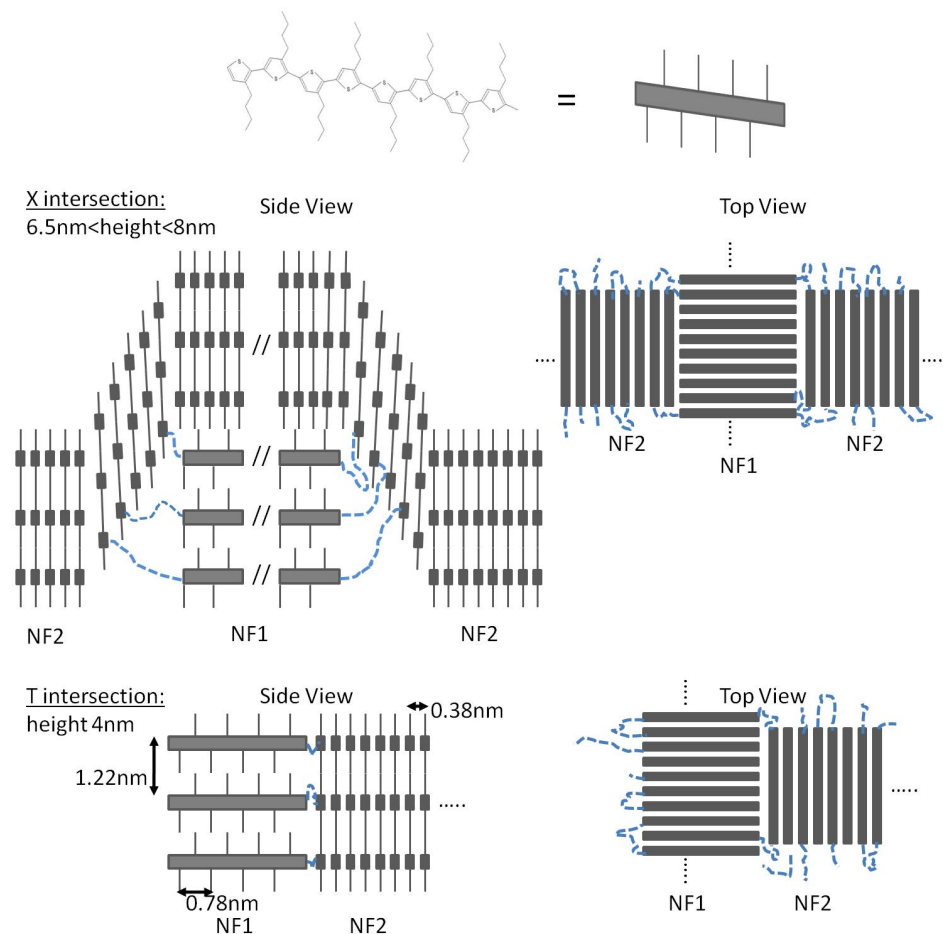 =
X intersection:
6.5nm<height<8nm
Side View
Top View
//
//
//
//
NF2
NF1
NF2
NF2
NF1
NF2
T intersection:
height 4nm
Side View
Top View
0.38nm
1.22nm
0.78nm
NF1
NF2
NF1
NF2